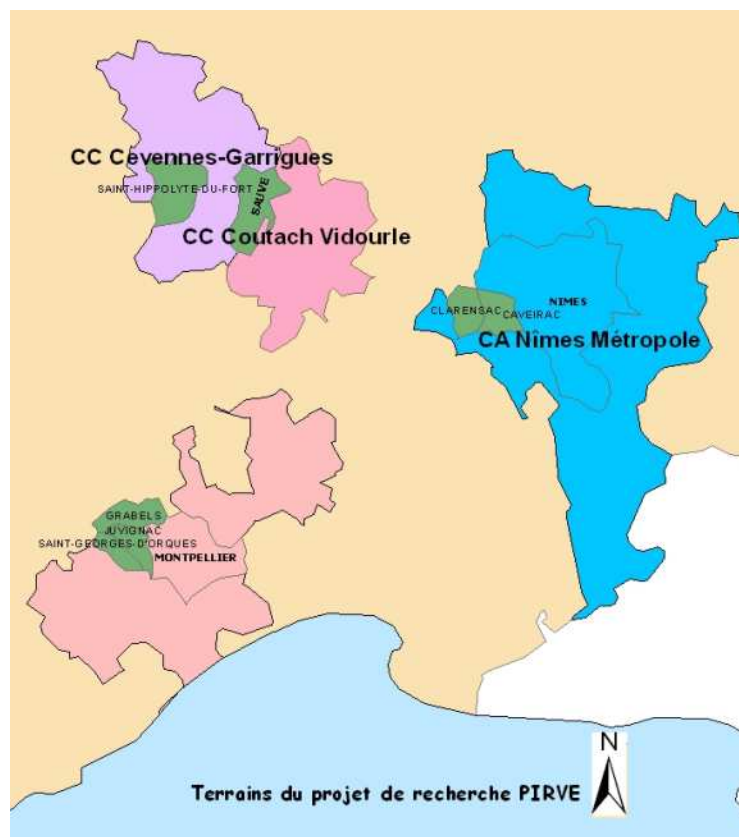 CC Cevennes-Garrigues
SAINT-HIPPOLYTE-DU-FORT
SAUVE
CC Coutach Vidourle
NIMES
CLARENSAC
CAVEIRAC
CA Nîmes Métropole
GRABELS
JUVIGNAC
SAINT-GEORGES-D'ORQUES
MONTPELLIER
N
Terrains du projet de recherche PIRVE